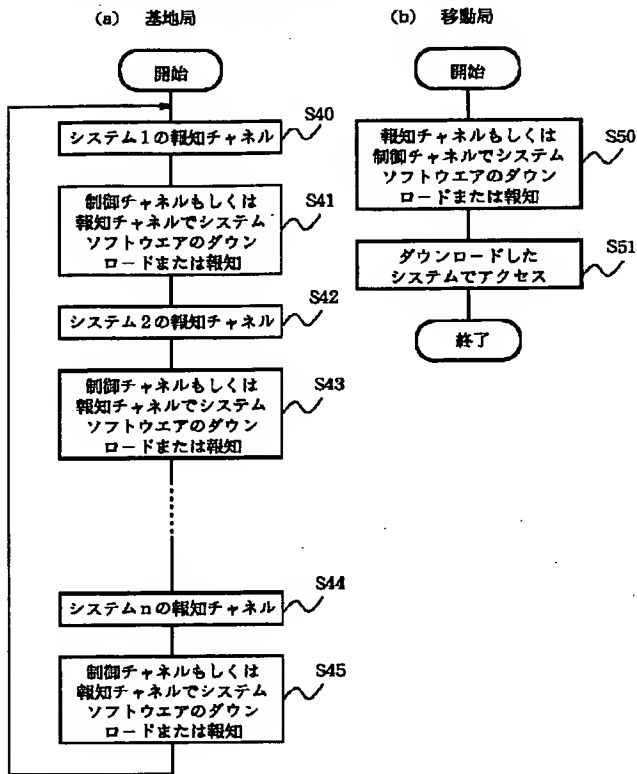 (a) 基地局
開始
S40
システム1の報知チャネル
S41
制御チャネルもしくは
報知チャネルでシステム
ソフトウエアのダウン
ロードまたは報知
S42
システム2の報知チャネル
S43
制御チャネルもしくは
報知チャネルでシステム
ソフトウエアのダウン
ロードまたは報知
S44
システムnの報知チャネル
S45
制御チャネルもしくは
報知チャネルでシステム
ソフトウエアのダウン
ロードまたは報知
(b) 移動局
開始
S50
報知チャネルもしくは
制御チャネルでシステム
ソフトウエアのダウン
ロードまたは報知
S51
ダウンロードした
システムでアクセス
終了